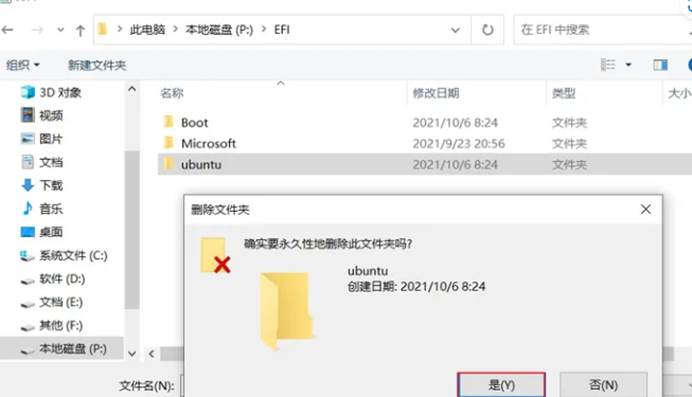 此电脑 > 本地磁盘 (P:) > EFI
在 EFI 中搜索
组织 新建文件夹
名称 修改日期 类型 大小
3D 对象
视频
图片
文档
下载
音乐
桌面
系统文件 (C:)
软件 (D:)
文档 (E:)
其他 (F:)
本地磁盘 (P:)
Boot 2021/10/6 8:24 文件夹
Microsoft 2021/9/23 20:56 文件夹
ubuntu 2021/10/6 8:24 文件夹
删除文件夹
确实要永久性地删除此文件夹吗?
ubuntu
创建日期: 2021/10/6 8:24
是(Y) 否(N)
文件名(N):